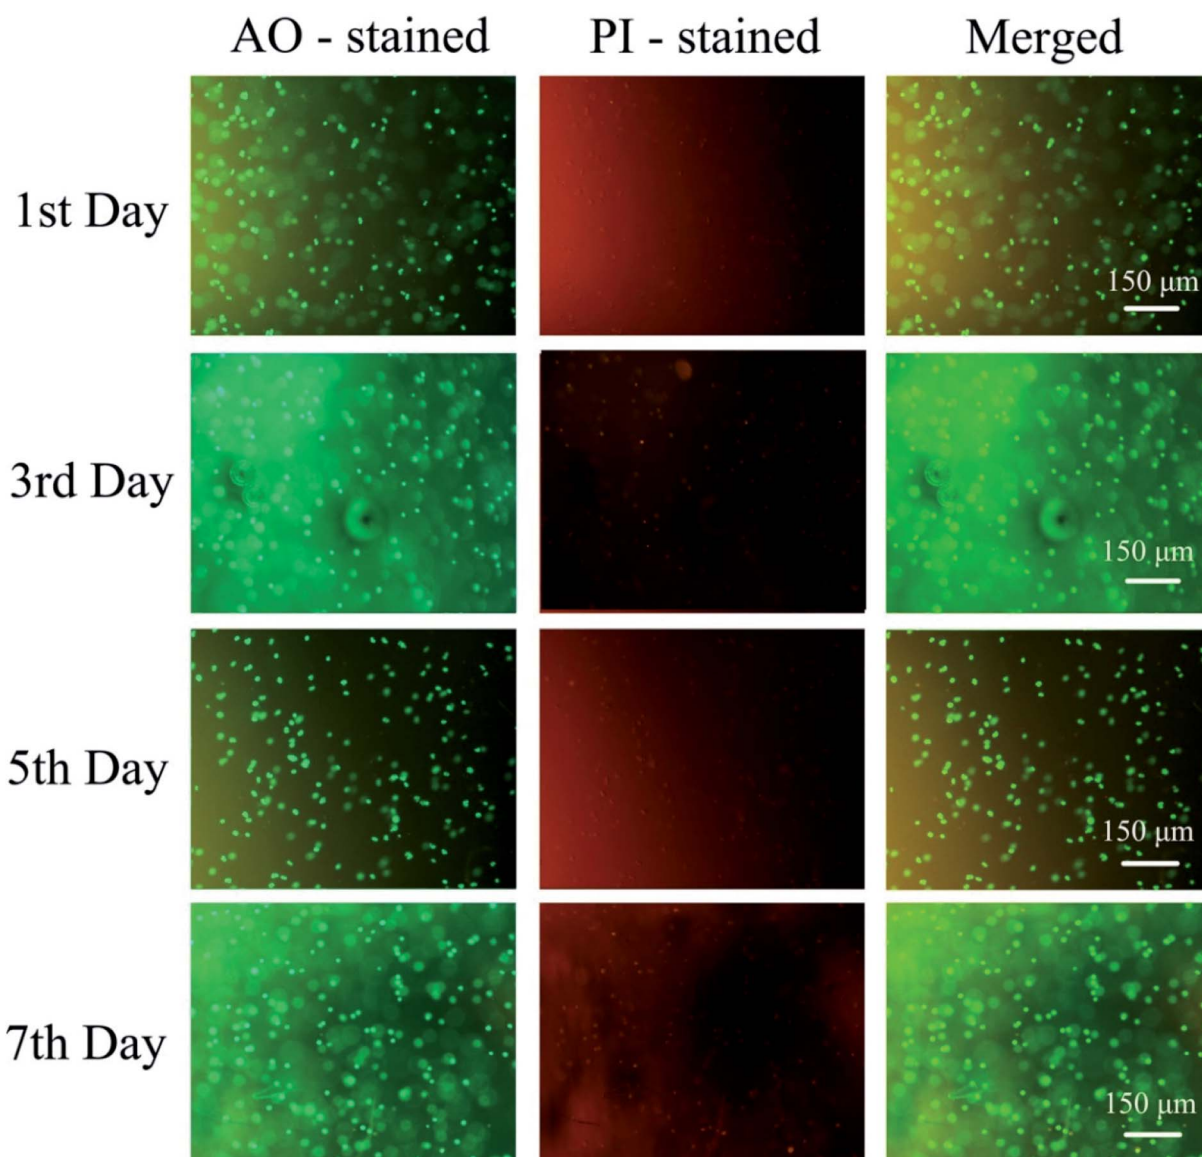 AO - stained PI - stained Merged
1st Day
150 μm
3rd Day
150 μm
5th Day
150 μm
7th Day
150 μm